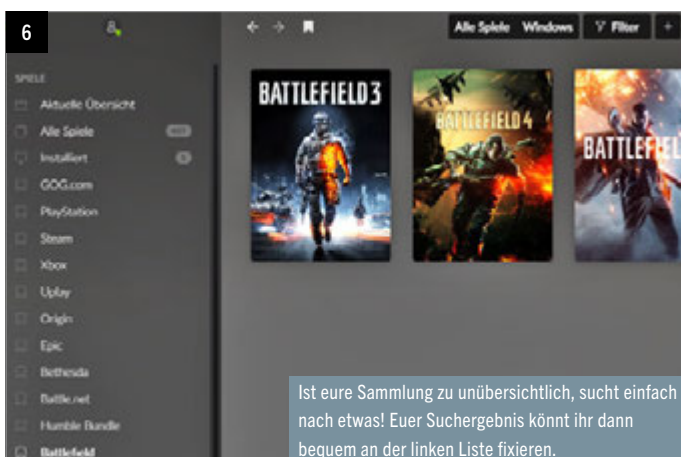 6
Alle Spiele Windows Filter +
SPIELE
Aktuelle Übersicht
Alle Spiele
Installiert
GOG.com
PlayStation
Steam
Xbox
Uplay
Origin
Epic
Bethesda
Battle.net
Humble Bundle
Battlefield
BATTLEFIELD 3
BATTLEFIELD 4
BATTLEFIEL
Ist eure Sammlung zu unübersichtlich, sucht einfach
nach etwas! Euer Suchergebnis könnt ihr dann
bequem an der linken Liste fixieren.